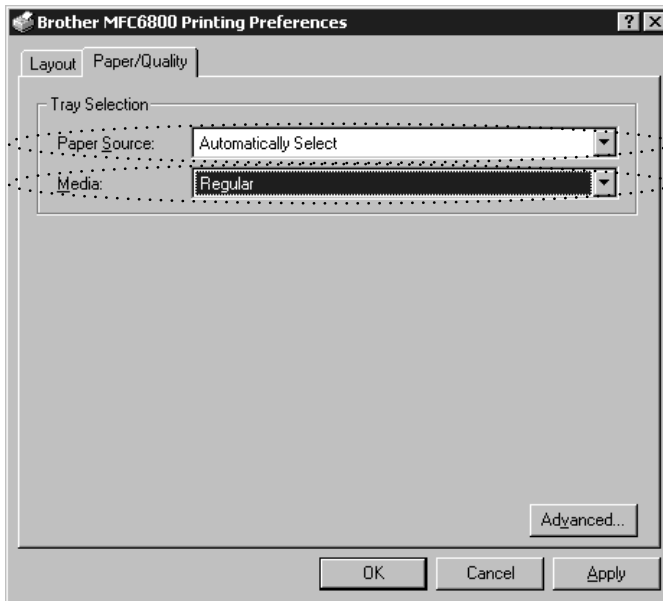 Brother MFC6800 Printing Preferences
Layout Paper/Quality
Tray Selection
Paper Source: Automatically Select
Media: Regular
Advanced...
OK Cancel Apply